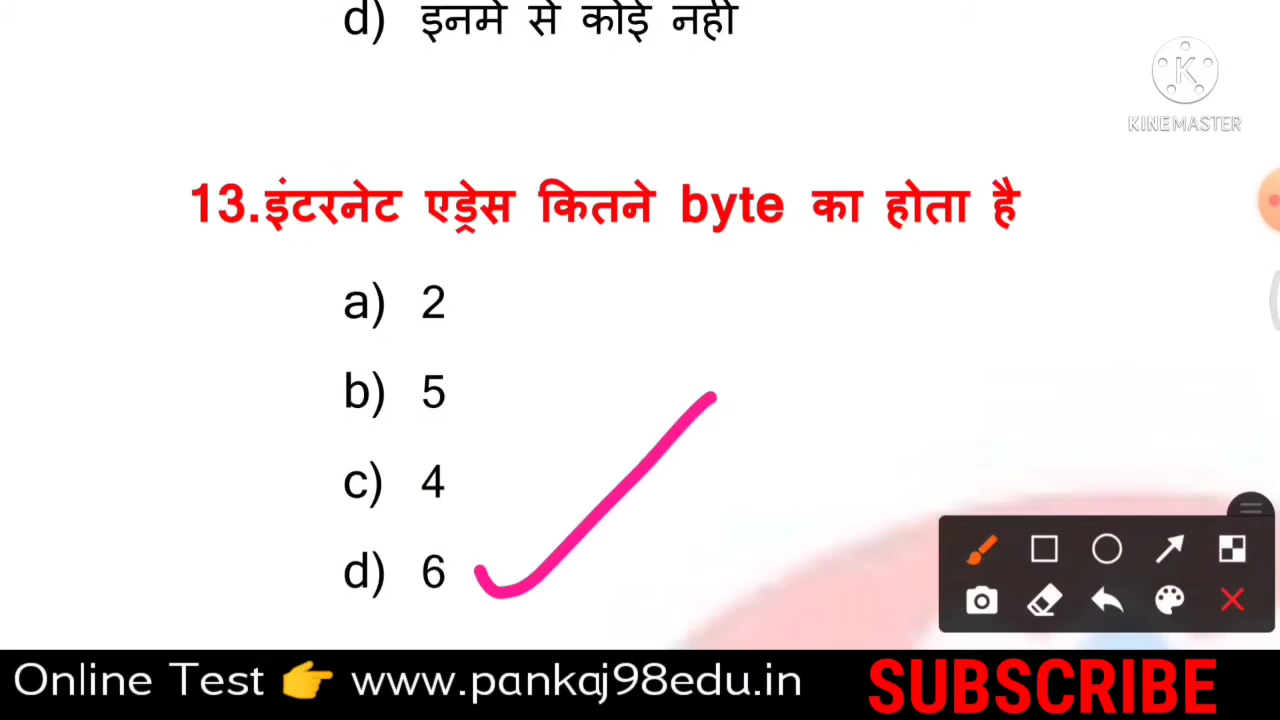 d) इनमें से कोई नहीं
KINEMASTER
13.इंटरनेट एड्रेस कितने byte का होता है
a) 2
b) 5
c) 4
d) 6
Online Test 👉 www.pankaj98edu.in
SUBSCRIBE